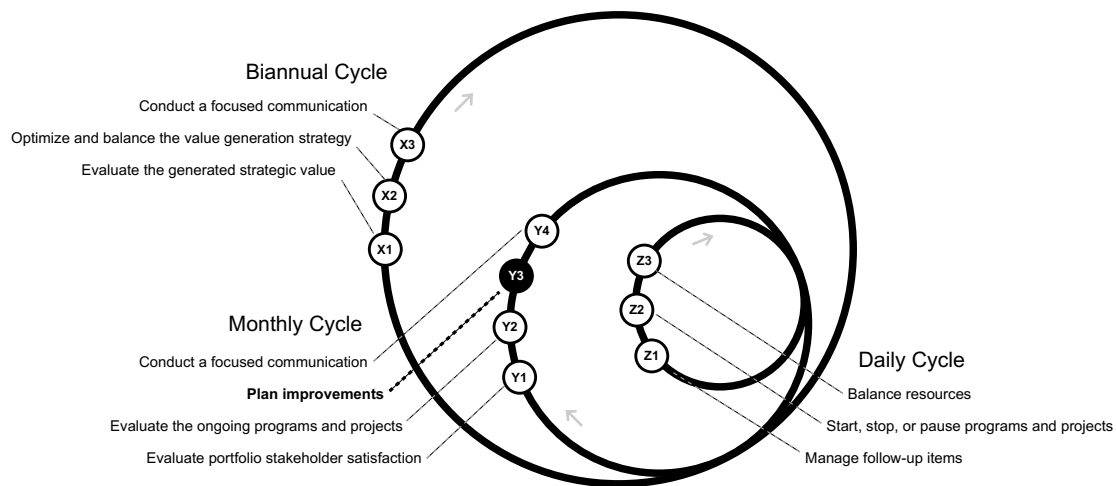 Biannual Cycle
Conduct a focused communication
Optimize and balance the value generation strategy
Evaluate the generated strategic value
X3
X2
X1
Y4
Y3
Y2
Y1
Z3
Z2
Z1
Monthly Cycle
Conduct a focused communication
Plan improvements
Evaluate the ongoing programs and projects
Evaluate portfolio stakeholder satisfaction
Daily Cycle
Balance resources
Start, stop, or pause programs and projects
Manage follow-up items